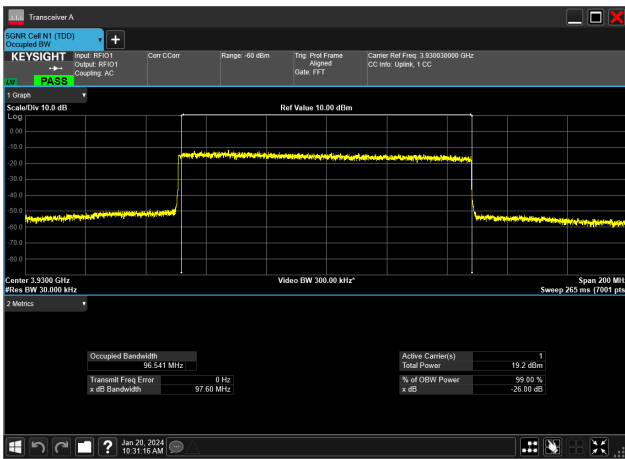 Transceiver A
5GNR Cell N1 (TDD)
Occupied BW
KEYSIGHT
PASS
Input: RFIO1
Output: RFIO1
Coupling: AC
Corr CCorr
Range: -60 dBm
Trig: Prot Frame
Aligned
Gate: FFT
Carrier Ref Freq: 3.930030000 GHz
CC Info: Uplink, 1 CC
1 Graph
Scale/Div 10.0 dB
Ref Value 10.00 dBm
Log
0.00
-10.0
-20.0
-30.0
-40.0
-50.0
-60.0
-70.0
-80.0
Center 3.9300 GHz
Video BW 300.00 kHz*
Span 200 MHz
#Res BW 30.000 kHz
Sweep 265 ms (7001 pts)
2 Metrics
Occupied Bandwidth
96.541 MHz
Transmit Freq Error 0 Hz
x dB Bandwidth 97.60 MHz
Active Carrier(s) 1
Total Power 19.2 dBm
% of OBW Power 99.00 %
x dB -26.00 dB
Jan 20, 2024
10:31:16 AM